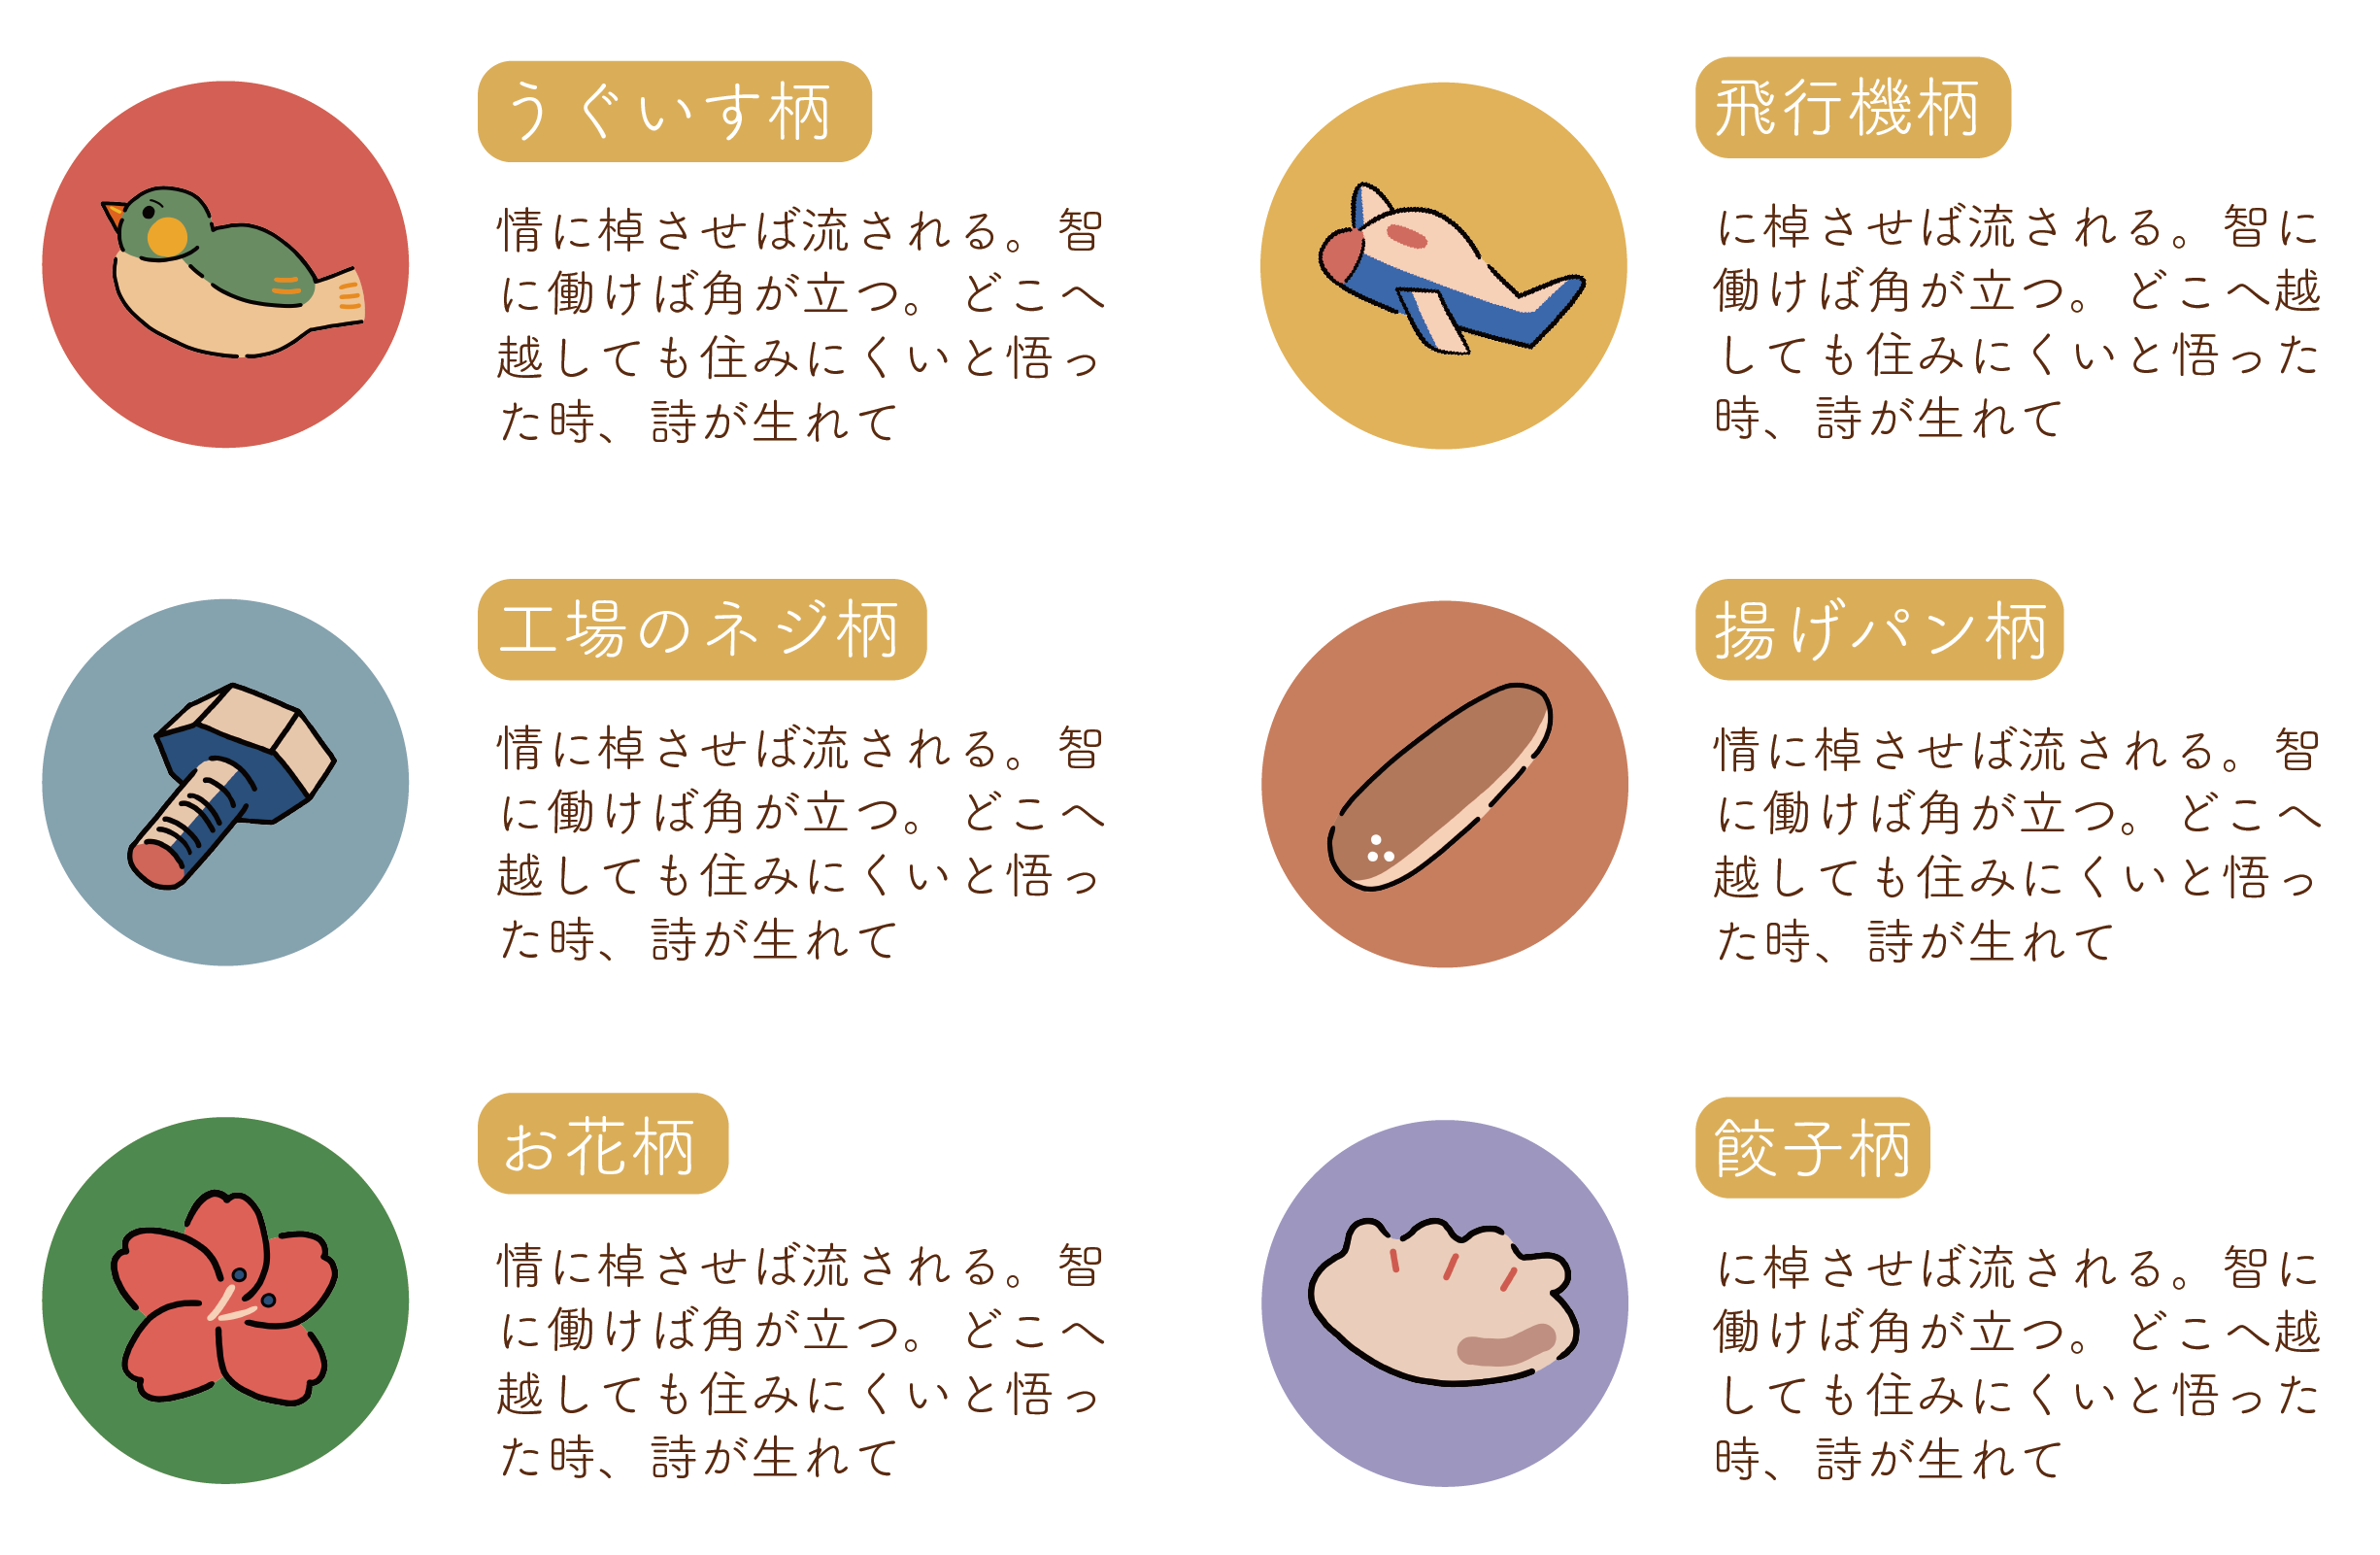 うぐいす柄
情に棹させば流される。智
に働けば角が立つ。どこへ
越しても住みにくいと悟っ
た時、詩が生れて
飛行機柄
に棹させば流される。智に
働けば角が立つ。どこへ越
しても住みにくいと悟った
時、詩が生れて
工場のネジ柄
情に棹させば流される。智
に働けば角が立つ。どこへ
越しても住みにくいと悟っ
た時、詩が生れて
揚げパン柄
情に棹させば流される。智
に働けば角が立つ。どこへ
越しても住みにくいと悟っ
た時、詩が生れて
お花柄
情に棹させば流される。智
に働けば角が立つ。どこへ
越しても住みにくいと悟っ
た時、詩が生れて
餃子柄
に棹させば流される。智に
働けば角が立つ。どこへ越
しても住みにくいと悟った
時、詩が生れて